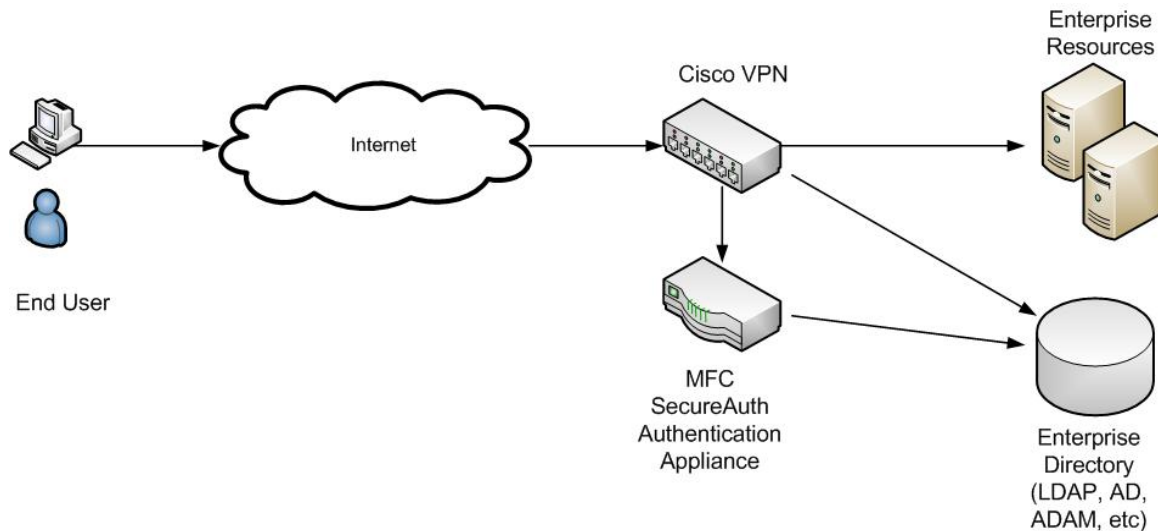 Enterprise
Resources
Cisco VPN
Internet
End User
MFC
SecureAuth
Authentication
Appliance
Enterprise
Directory
(LDAP, AD,
ADAM, etc)